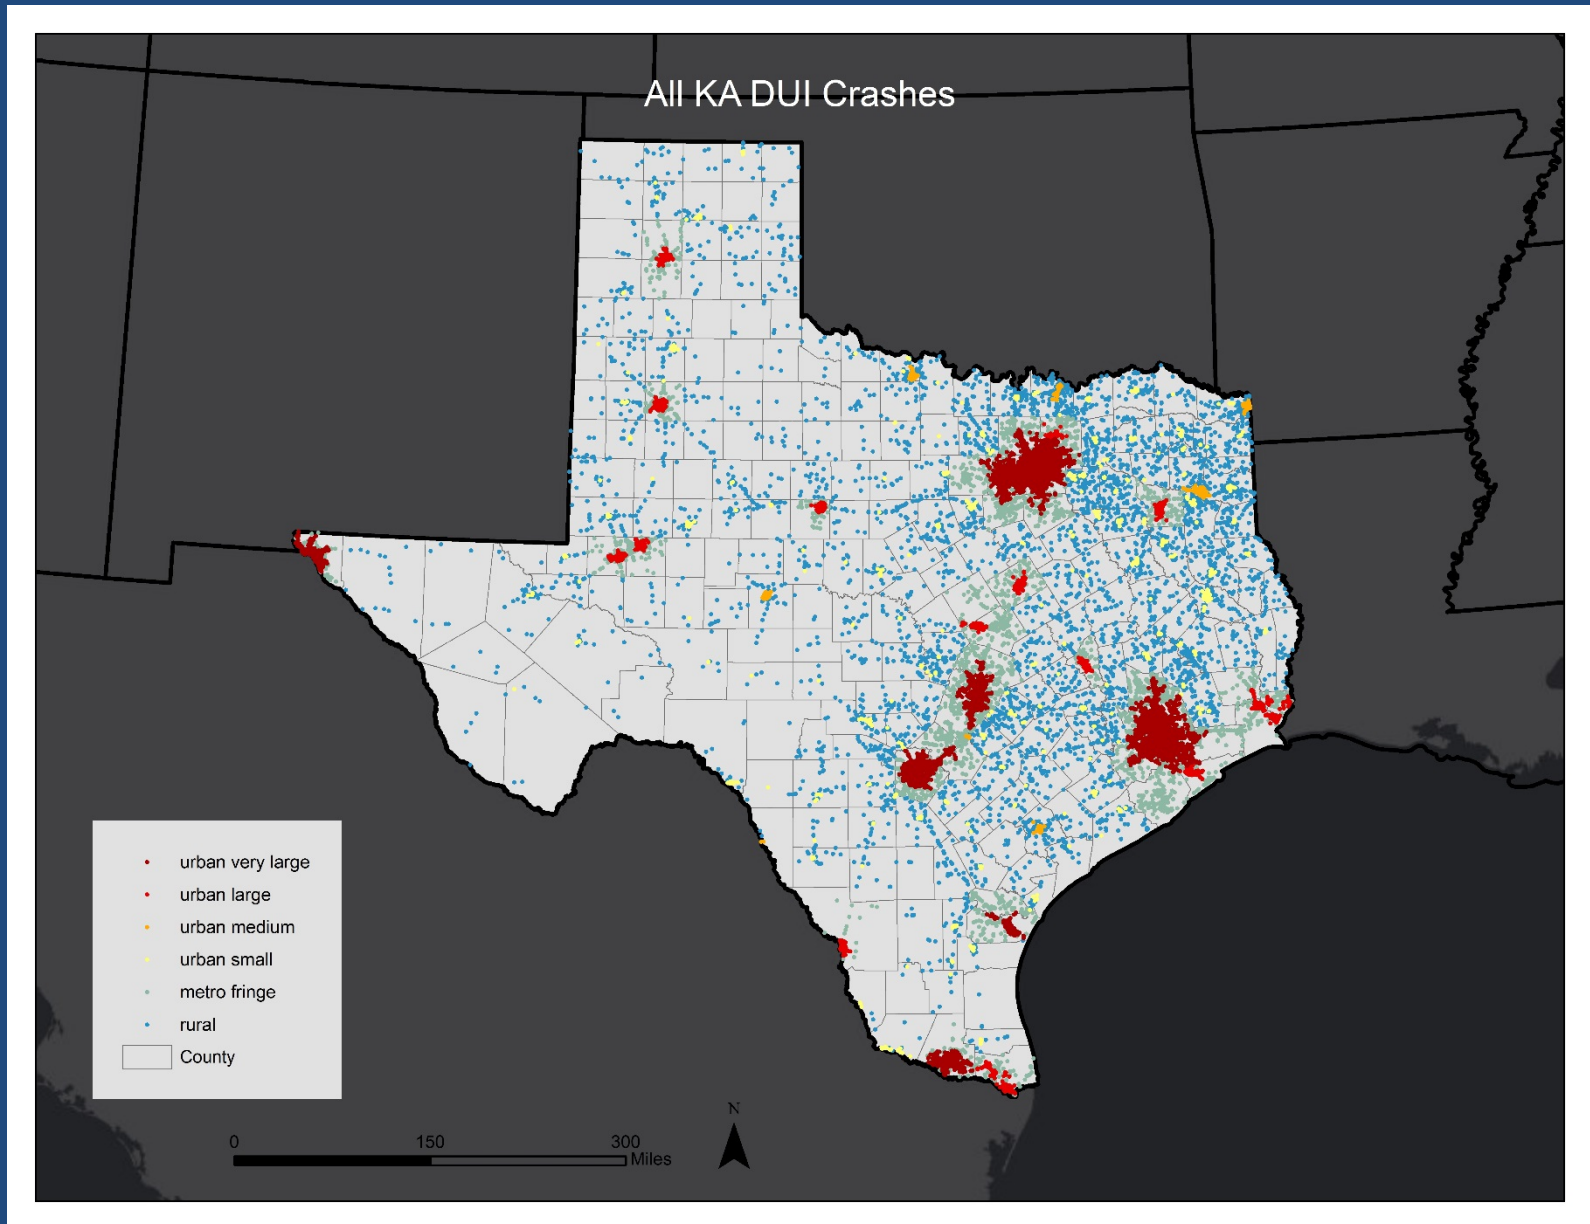 All KA DUI Crashes
urban very large
urban large
urban medium
urban small
metro fringe
rural
County
N
0 150 300
Miles